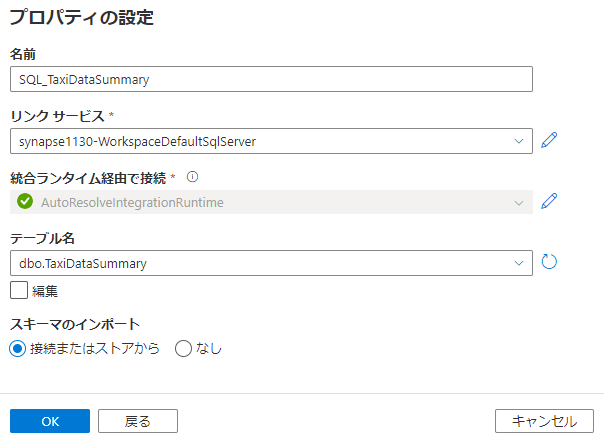 プロパティの設定
名前
SQL_TaxiDataSummary
リンク サービス *
synapse1130-WorkspaceDefaultSqlServer
統合ランタイム経由で接続 *
AutoResolveIntegrationRuntime
テーブル名
dbo.TaxiDataSummary
編集
スキーマのインポート
接続またはストアから なし
OK 戻る キャンセル